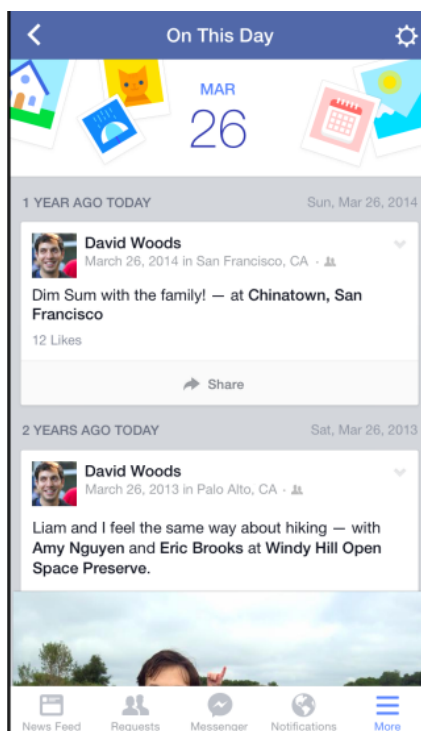 On This Day
MAR
26
1 YEAR AGO TODAY
Sun, Mar 26, 2014
David Woods
March 26, 2014 in San Francisco, CA ·
Dim Sum with the family! — at Chinatown, San
Francisco
12 Likes
Share
2 YEARS AGO TODAY
Sat, Mar 26, 2013
David Woods
March 26, 2013 in Palo Alto, CA ·
Liam and I feel the same way about hiking — with
Amy Nguyen and Eric Brooks at Windy Hill Open
Space Preserve.
News Feed
Requests
Messenger
Notifications
More